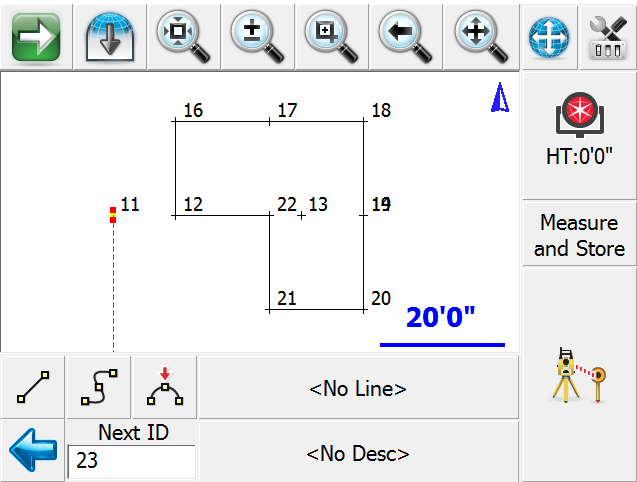 16 17 18
11 12 22 13 19
21 20
20'0"
HT:0'0"
Measure
and Store
<No Line>
Next ID
23
<No Desc>